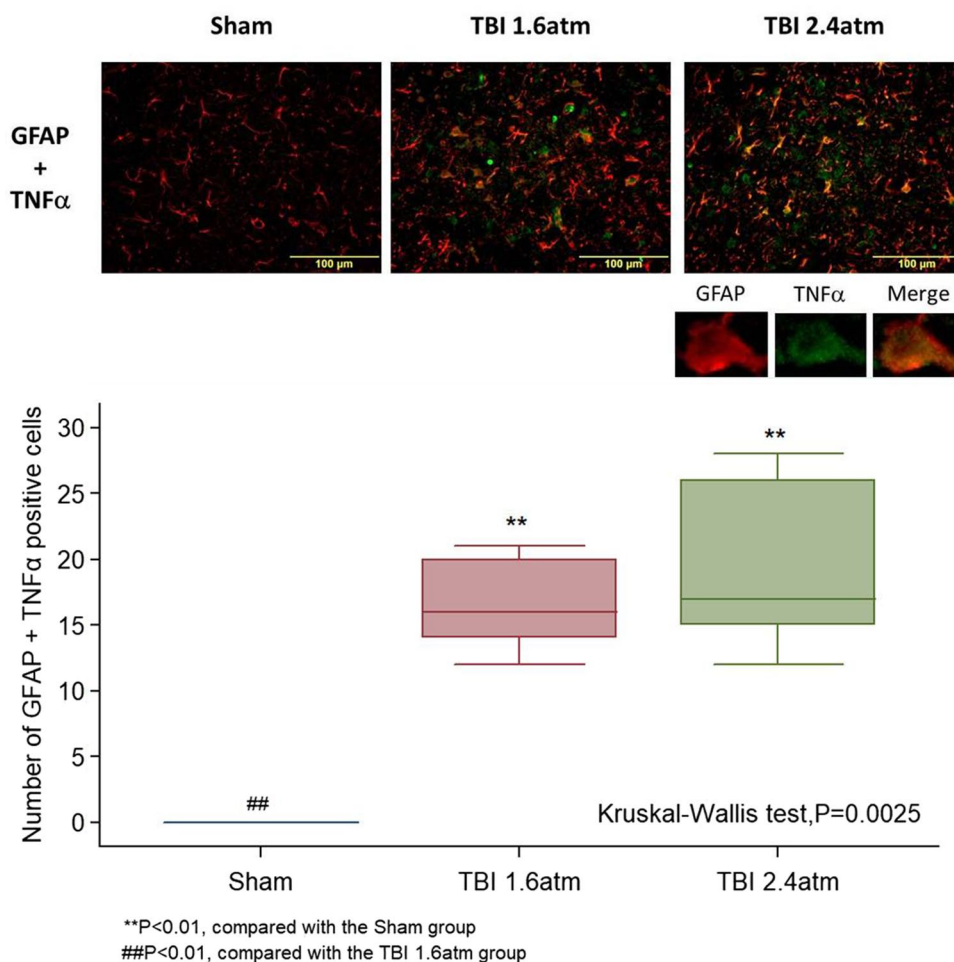 Sham
TBI 1.6atm
TBI 2.4atm
GFAP
+
TNFα
100 µm
100 µm
100 µm
GFAP
TNFα
Merge
Number of GFAP + TNFα positive cells
30
25
20
15
10
5
0
##
**
**
Kruskal-Wallis test,P=0.0025
Sham
TBI 1.6atm
TBI 2.4atm
**P<0.01, compared with the Sham group
##P<0.01, compared with the TBI 1.6atm group